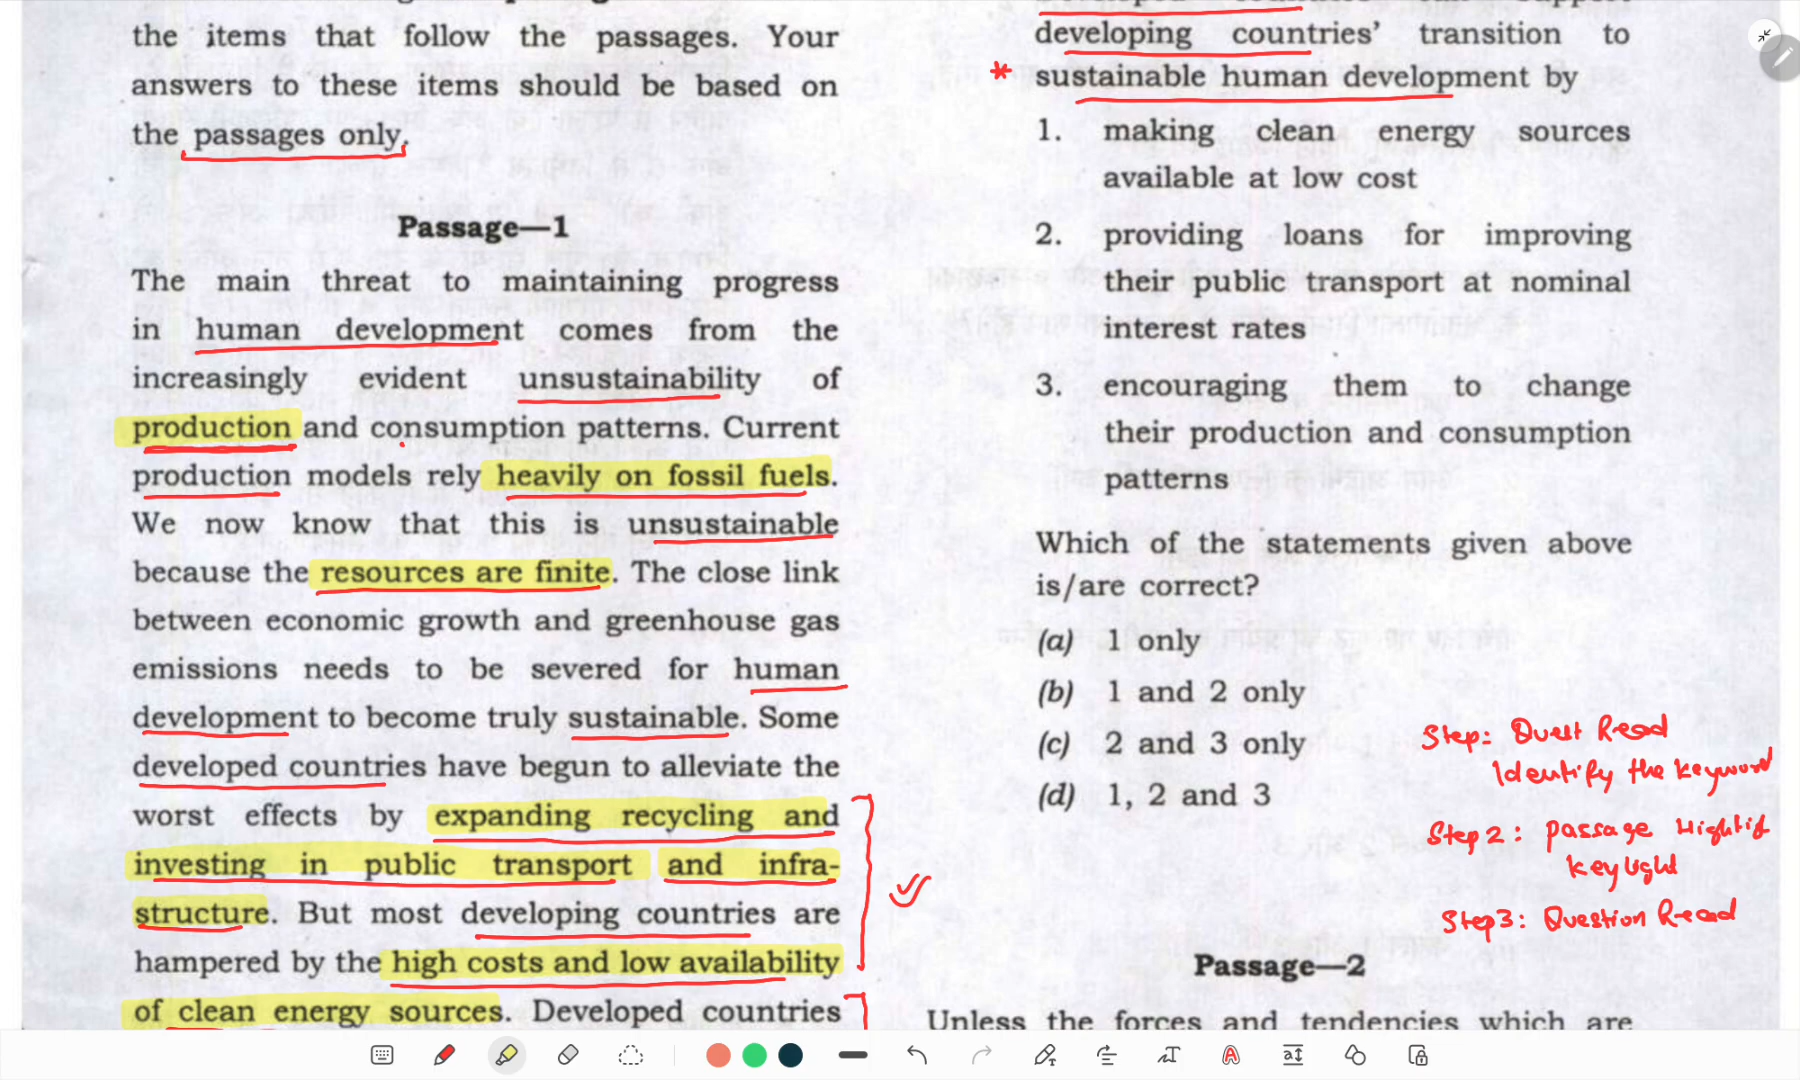 the items that follow the passages. Your
answers to these items should be based on
the passages only.
Passage—1
The main threat to maintaining progress
in human development comes from the
increasingly evident unsustainability of
production and consumption patterns. Current
production models rely heavily on fossil fuels.
We now know that this is unsustainable
because the resources are finite. The close link
between economic growth and greenhouse gas
emissions needs to be severed for human
development to become truly sustainable. Some
developed countries have begun to alleviate the
worst effects by expanding recycling and
investing in public transport and infra-
structure. But most developing countries are
hampered by the high costs and low availability
of clean energy sources. Developed countries
developing countries' transition to
* sustainable human development by
1. making clean energy sources
available at low cost
2. providing loans for improving
their public transport at nominal
interest rates
3. encouraging them to change
their production and consumption
patterns
Which of the statements given above
is/are correct?
(a) 1 only
(b) 1 and 2 only
(c) 2 and 3 only
(d) 1, 2 and 3
Step: Quest Read
Identify the keyword
Step 2: Passage
Step3: Question Read
Passage—2
Unless the forces and tendencies which are